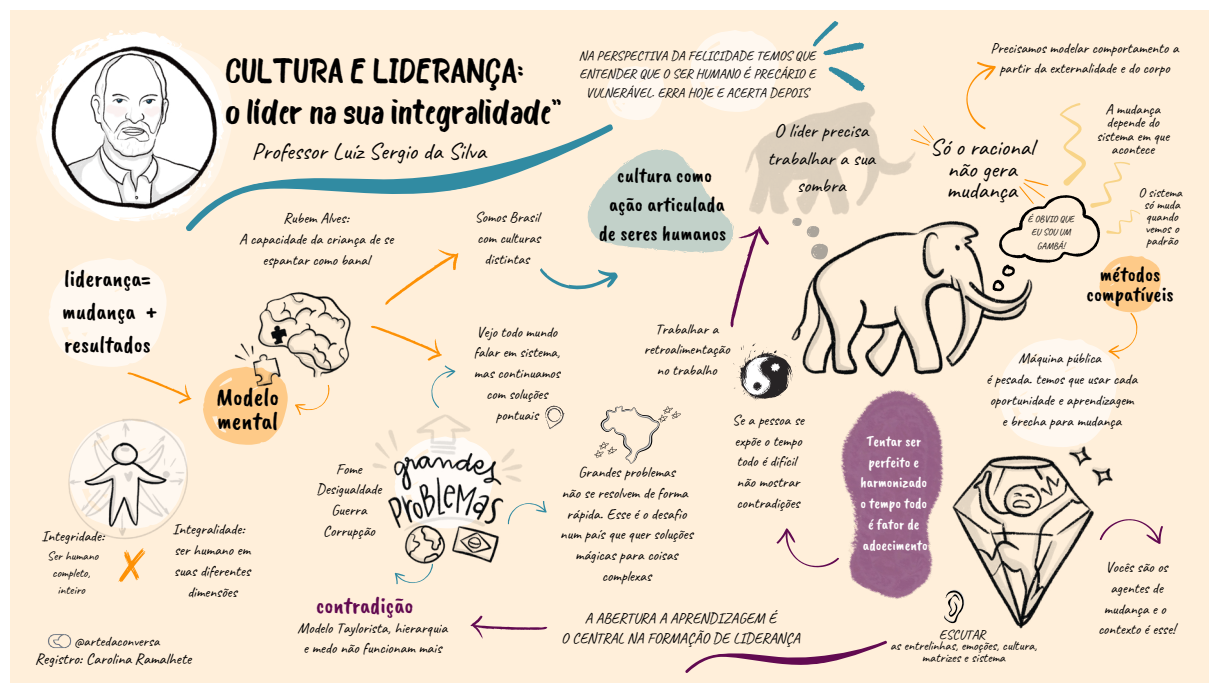 CULTURA E LIDERANÇA:
o líder na sua integralidade"
Professor Luiz Sergio da Silva
NA PERSPECTIVA DA FELICIDADE TEMOS QUE
ENTENDER QUE O SER HUMANO É PRECÁRIO E
VULNERÁVEL. ERRA HOJE E ACERTA DEPOIS
Precisamos modelar comportamento a
partir da externalidade e do corpo
O líder precisa
trabalhar a sua
sombra
Só o racional
não gera
mudança
A mudança
depende do
sistema em que
acontece
O sistema
só muda
quando
vemos o
padrão
É OBVIO QUE
EU SOU UM
GAMBÁ!
cultura como
ação articulada
de seres humanos
Rubem Alves:
A capacidade da criança de se
espantar como banal
Somos Brasil
com culturas
distintas
liderança=
mudança +
resultados
Modelo
mental
Vejo todo mundo
falar em sistema,
mas continuamos
com soluções
pontuais
Trabalhar a
retroalimentação
no trabalho
métodos
compatíveis
Máquina pública
é pesada. temos que usar cada
oportunidade e aprendizagem
e brecha para mudança
Se a pessoa se
expõe o tempo
todo é difícil
não mostrar
contradições
Tentar ser
perfeito e
harmonizado
o tempo todo
é fator de
adoecimento
Fome
Desigualdade
Guerra
Corrupção
grandes
PROBLEMAS
Grandes problemas
não se resolvem de forma
rápida. Esse é o desafio
num país que quer soluções
mágicas para coisas
complexas
Integridade:
Ser humano
completo,
inteiro
X
Integralidade:
ser humano em
suas diferentes
dimensões
contradição
Modelo Taylorista, hierarquia
e medo não funcionam mais
A ABERTURA A APRENDIZAGEM É
O CENTRAL NA FORMAÇÃO DE LIDERANÇA
ESCUTAR
as entrelinhas, emoções, cultura,
matrizes e sistema
Vocês são os
agentes de
mudança e o
contexto é esse!
@artedaconversa
Registro: Carolina Ramalhete